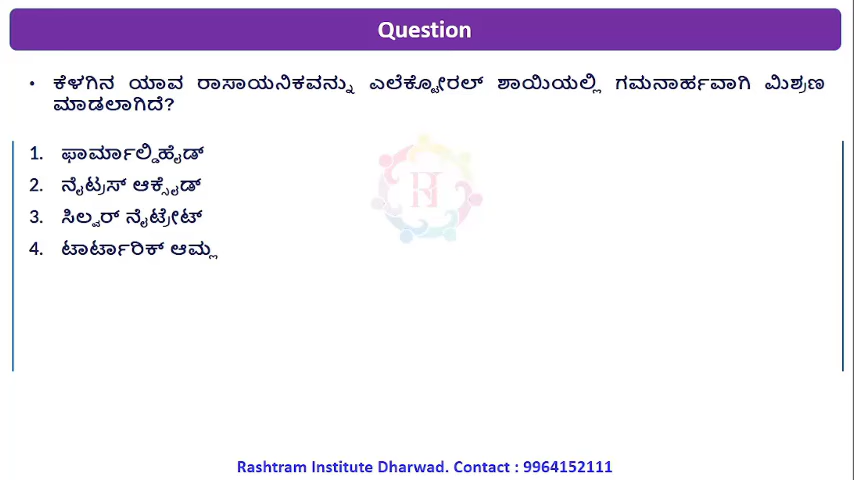 Question
• ಕೆಳಗಿನ ಯಾವ ರಾಸಾಯನಿಕವನ್ನು ಎಲೆಕ್ಟೋರಲ್ ಶಾಯಿಯಲ್ಲಿ ಗಮನಾರ್ಹವಾಗಿ ಮಿಶ್ರಣ
ಮಾಡಲಾಗಿದೆ?
1. ಫಾರ್ಮಾಲ್ಡಿಹೈಡ್
2. ನೈಟ್ರಸ್ ಆಕ್ಸೈಡ್
3. ಸಿಲ್ವರ್ ನೈಟ್ರೇಟ್
4. ಟಾರ್ಟಾರಿಕ್ ಆಮ್ಲ
Rashtram Institute Dharwad. Contact : 9964152111